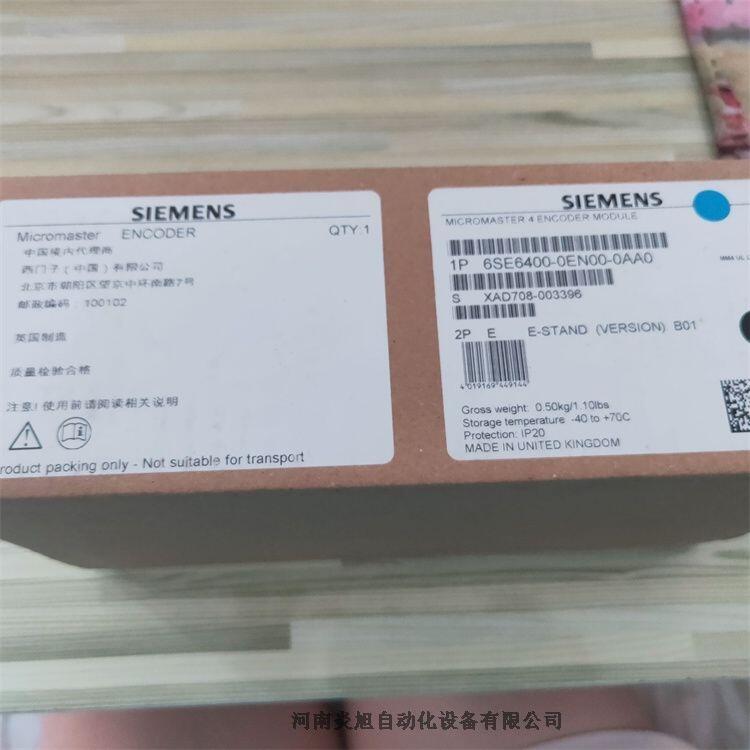 SIEMENS
Micromaster ENCODER QTY:1
中国境内代理商
西门子（中国）有限公司
北京市朝阳区望京中环南路7号
邮政编码：100102
英国制造
质量检验合格
注意! 使用前请阅读相关说明
roduct packing only - Not suitable for transport
SIEMENS
MICROMASTER 4 ENCODER MODULE
1P 6SE6400-0EN00-0AA0
S XAD708-003396
2P E E-STAND (VERSION) B01
4 019169 449144
Gross weight: 0.50kg/1.10lbs
Storage temperature -40 to +70C
Protection: IP20
MADE IN UNITED KINGDOM
河南炎旭自动化设备有限公司